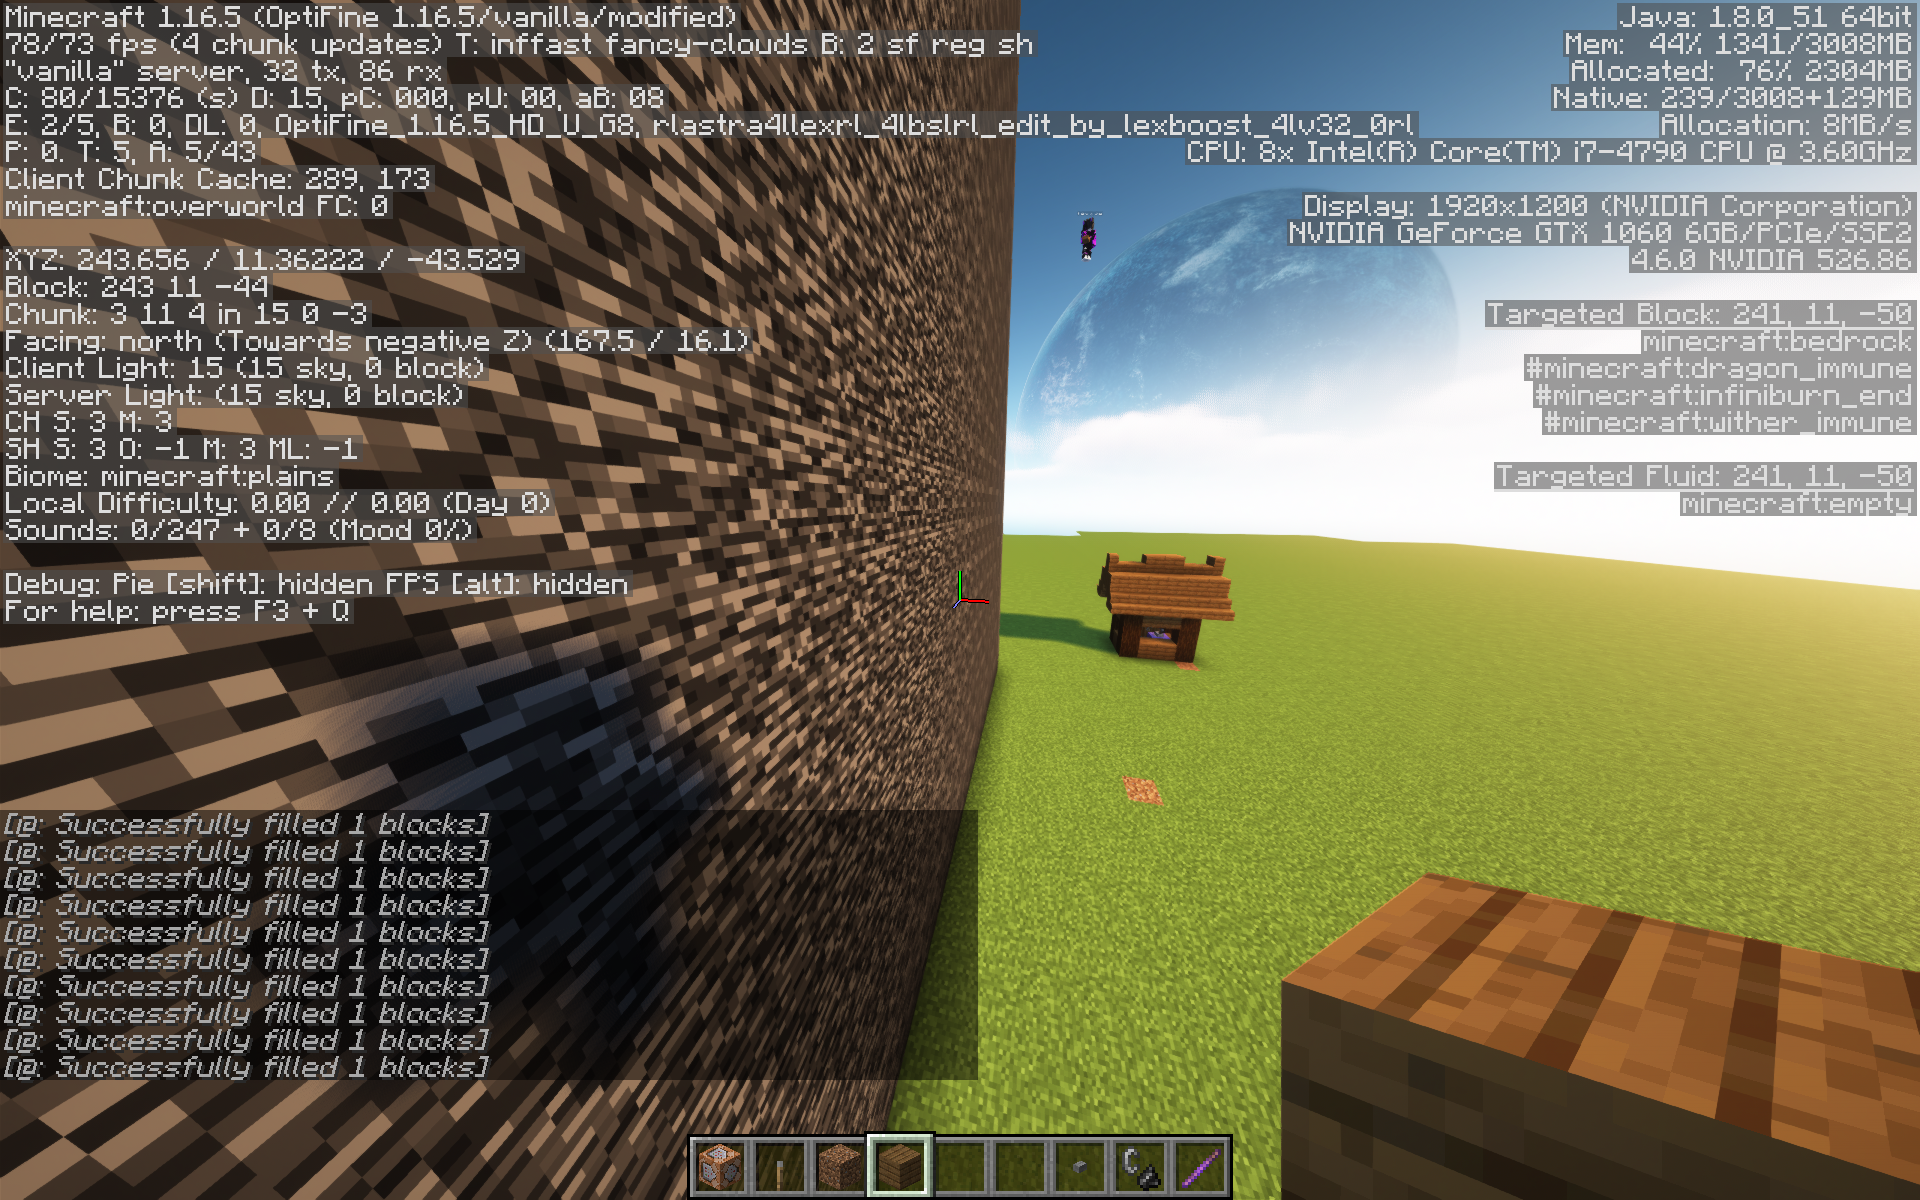 Minecraft 1.16.5 (OptiFine 1.16.5/vanilla/modified)
78/73 fps (4 chunk updates) T: inffast fancy-clouds B: 2 sf reg sh
"vanilla" server, 32 tx, 86 rx
C: 80/15376 (s) D: 15, pC: 000, pU: 00, aB: 08
E: 2/5, B: 0, DL: 0, OptiFine_1.16.5_HD_U_G8, rlastra4llexrl_4lbslrl_edit_by_lexboost_4lv32_0rl
P: 0. T: 5, A: 5/43
Client Chunk Cache: 289, 173
minecraft:overworld FC: 0
XYZ: 243.656 / 11.36222 / -43.529
Block: 243 11 -44
Chunk: 3 11 4 in 15 0 -3
Facing: north (Towards negative Z) (167.5 / 16.1)
Client Light: 15 (15 sky, 0 block)
Server Light: (15 sky, 0 block)
CH S: 3 M: 3
SH S: 3 O: -1 M: 3 ML: -1
Biome: minecraft:plains
Local Difficulty: 0.00 // 0.00 (Day 0)
Sounds: 0/247 + 0/8 (Mood 0%)
Debug: Pie [shift]: hidden FPS [alt]: hidden
For help: press F3 + Q
Java: 1.8.0_51 64bit
Mem: 44% 1341/3008MB
Allocated: 76% 2304MB
Native: 239/3008+129MB
Allocation: 8MB/s
CPU: 8x Intel(R) Core(TM) i7-4790 CPU @ 3.60GHz
Display: 1920x1200 (NVIDIA Corporation)
NVIDIA GeForce GTX 1060 6GB/PCIe/SSE2
4.6.0 NVIDIA 526.86
Targeted Block: 241, 11, -50
minecraft:bedrock
#minecraft:dragon_immune
#minecraft:infiniburn_end
#minecraft:wither_immune
Targeted Fluid: 241, 11, -50
minecraft:empty
[@: Successfully filled 1 blocks]
[@: Successfully filled 1 blocks]
[@: Successfully filled 1 blocks]
[@: Successfully filled 1 blocks]
[@: Successfully filled 1 blocks]
[@: Successfully filled 1 blocks]
[@: Successfully filled 1 blocks]
[@: Successfully filled 1 blocks]
[@: Successfully filled 1 blocks]
[@: Successfully filled 1 blocks]